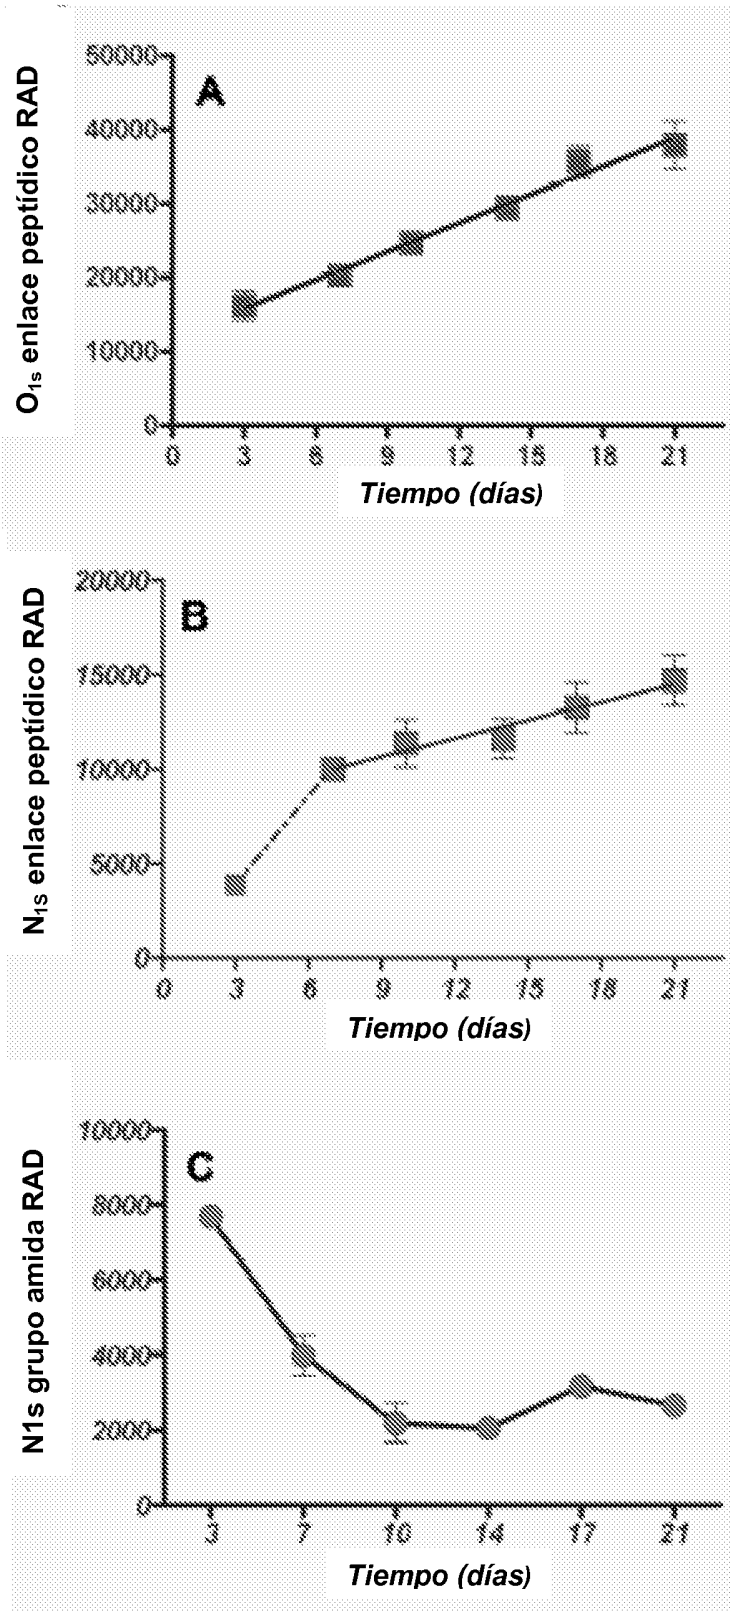 A
O1s enlace peptídico RAD
50000
40000
30000
20000
10000
0
0 3 6 9 12 15 18 21
Tiempo (días)
B
N1S enlace peptídico RAD
20000
15000
10000
5000
0
0 3 6 9 12 15 18 21
Tiempo (días)
C
N1s grupo amida RAD
10000
8000
6000
4000
2000
0
3 7 10 14 17 21
Tiempo (días)